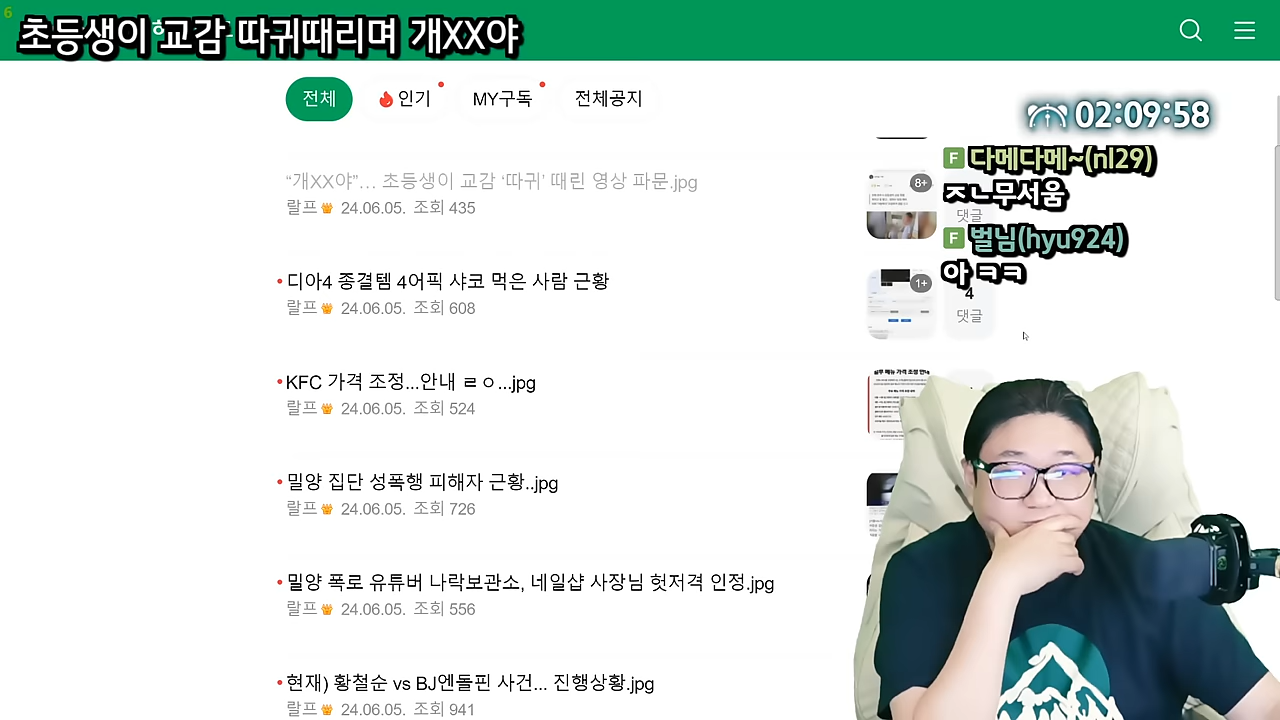 6
초등생이 교감 따귀때리며 개XX야
전체
인기
MY구독
전체공지
02:09:58
“개XX야”... 초등생이 교감 ‘따귀’ 때린 영상 파문.jpg
랄프 24.06.05. 조회 435
8+
댓글
F 다메다메~(nl29)
ㅈㄴ무서움
F 벌님(hyu924)
아 ㅋㅋ
디아4 종결템 4어픽 샤코 먹은 사람 근황
랄프 24.06.05. 조회 608
1+
4
댓글
KFC 가격 조정...안내 ㄹㅇ...jpg
랄프 24.06.05. 조회 524
밀양 집단 성폭행 피해자 근황..jpg
랄프 24.06.05. 조회 726
밀양 폭로 유튜버 나락보관소, 네일샵 사장님 헛저격 인정.jpg
랄프 24.06.05. 조회 556
현재) 황철순 vs BJ엔돌핀 사건... 진행상황.jpg
랄프 24.06.05. 조회 941